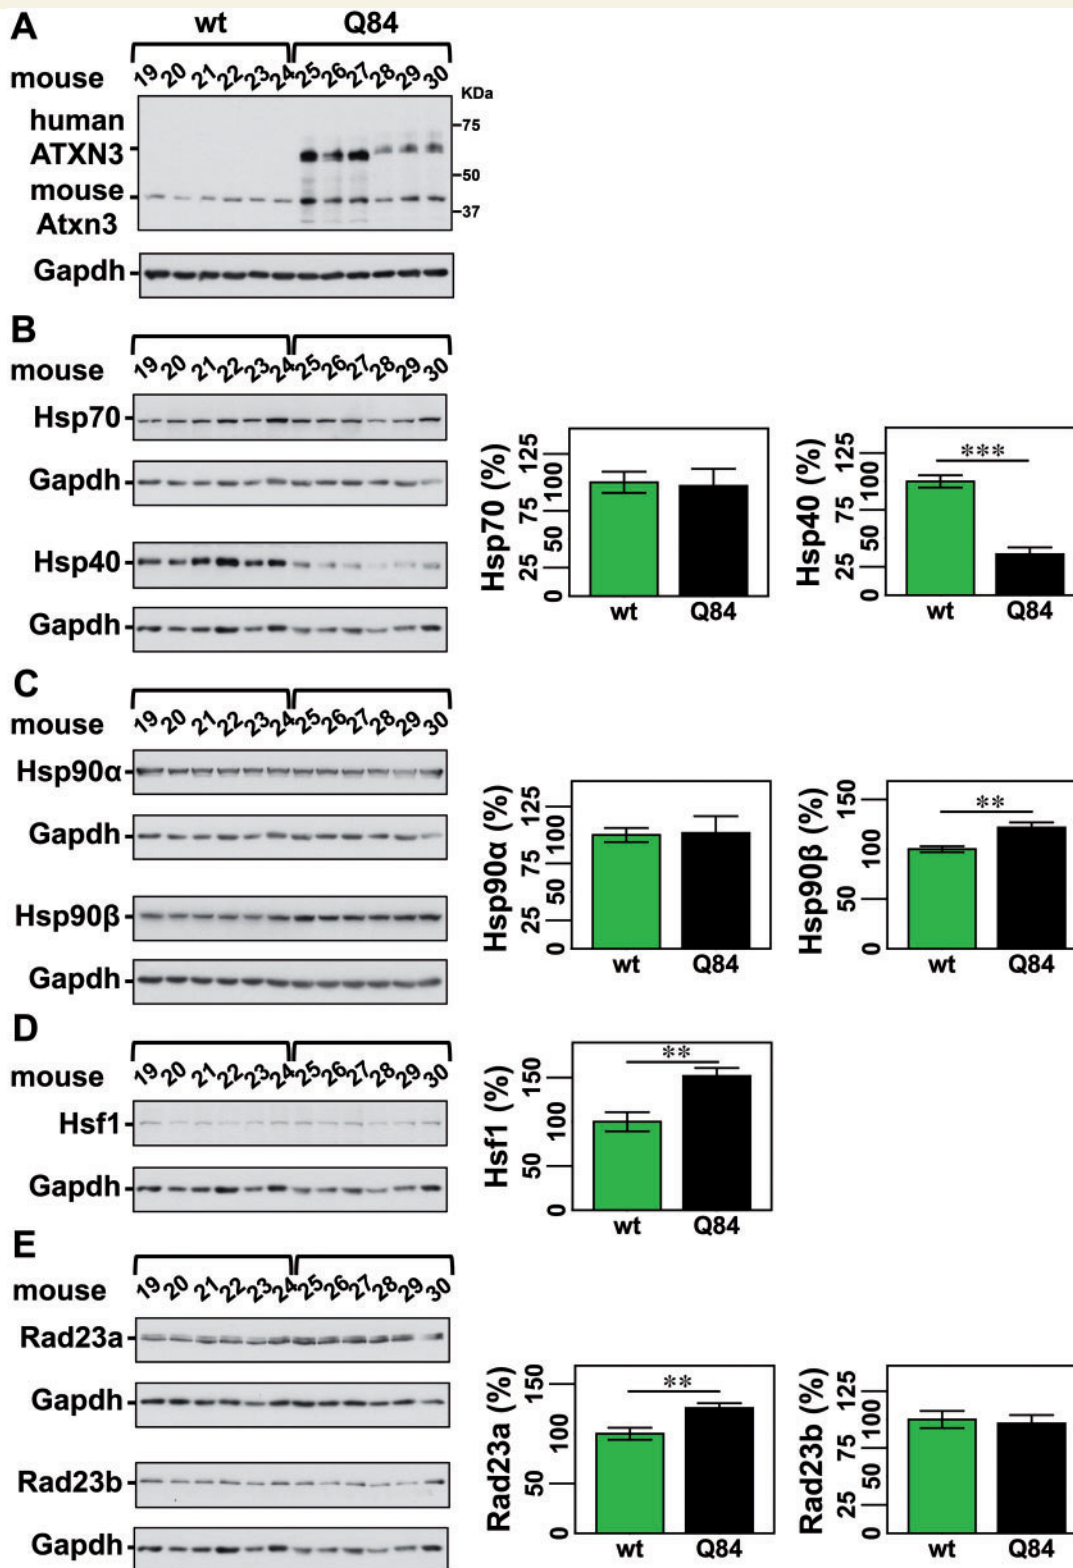 A
wt Q84
mouse 19 20 21 22 23 24 25 26 27 28 29 30
KDa
human ATXN3
75
50
mouse Atxn3
37
Gapdh
B
mouse 19 20 21 22 23 24 25 26 27 28 29 30
Hsp70
Gapdh
Hsp40
Gapdh
Hsp70 (%)
0 25 50 75 100 125
wt Q84
Hsp40 (%)
0 25 50 75 100 125
***
wt Q84
C
mouse 19 20 21 22 23 24 25 26 27 28 29 30
Hsp90α
Gapdh
Hsp90β
Gapdh
Hsp90α (%)
0 25 50 75 100 125
wt Q84
Hsp90β (%)
0 50 100 150
**
wt Q84
D
mouse 19 20 21 22 23 24 25 26 27 28 29 30
Hsf1
Gapdh
Hsf1 (%)
0 50 100 150
**
wt Q84
E
mouse 19 20 21 22 23 24 25 26 27 28 29 30
Rad23a
Gapdh
Rad23b
Gapdh
Rad23a (%)
0 50 100 150
**
wt Q84
Rad23b (%)
0 25 50 75 100 125
wt Q84